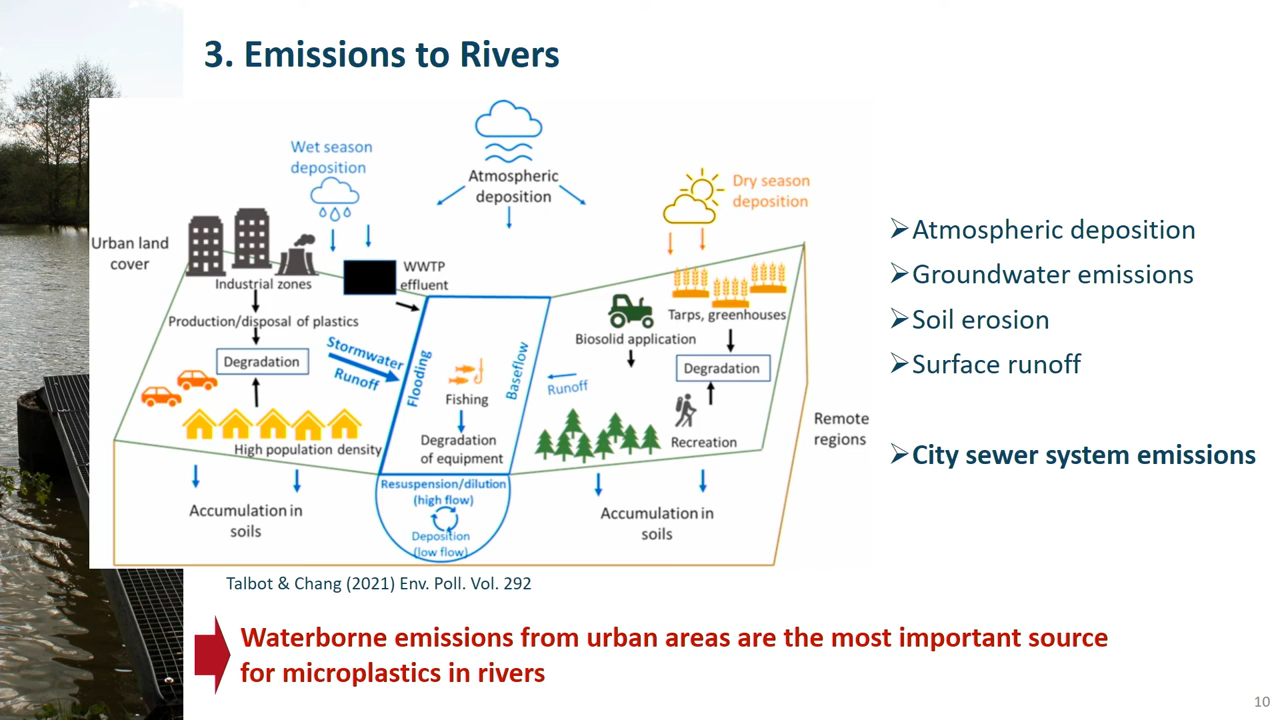 3. Emissions to Rivers
Wet season
deposition
Atmospheric
deposition
Dry season
deposition
Urban land
cover
Industrial zones
WWTP
effluent
Production/disposal of plastics
Degradation
Stormwater
Runoff
High population density
Flooding
Fishing
Degradation
of equipment
Baseflow
Runoff
Biosolid application
Tarps, greenhouses
Degradation
Recreation
Remote
regions
Accumulation in
soils
Resuspension/dilution
(high flow)
Deposition
(low flow)
Accumulation in
soils
➢Atmospheric deposition
➢Groundwater emissions
➢Soil erosion
➢Surface runoff
➢City sewer system emissions
Talbot & Chang (2021) Env. Poll. Vol. 292
Waterborne emissions from urban areas are the most important source
for microplastics in rivers
10